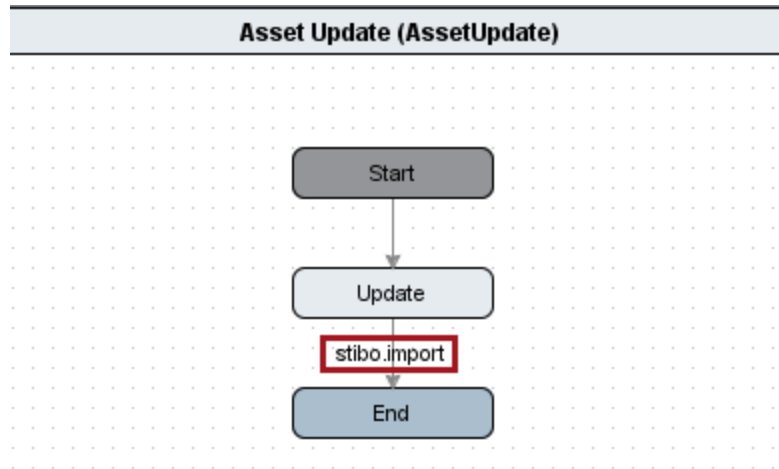 Asset Update (AssetUpdate)
Start
Update
stibo.import
End